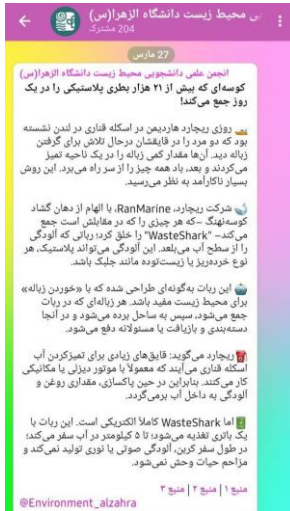 ی محیط زیست دانشگاه الزهرا(س)
204 مشترک
27 مارس
انجمن علمی دانشجویی محیط زیست دانشگاه الزهرا(س)
کوسه‌ای که بیش از ۲۱ هزار بطری پلاستیکی را در یک
روز جمع می‌کند!
روزی ریچارد هاردیمن در اسکله قناری در لندن نشسته
بود که دو مرد را در قایقشان درحال تلاش برای گرفتن
زباله دید. آن‌ها مقدار کمی زباله را در یک ناحیه تمیز
می‌کردند و بعد، باد همه چیز را از سر راه می‌برد. این روش
بسیار ناکارآمد به نظر می‌رسید.
شرکت ریچارد، RanMarine، با الهام از دهان گشاد
کوسه‌نهنگ –که هر چیزی را که در مقابلش است جمع
می‌کند– "WasteShark" را خلق کرد؛ رباتی که آلودگی
را از سطح آب می‌بلعد. این آلودگی می‌تواند پلاستیک، هر
نوع خرده‌ریز یا زیست‌توده مانند جلبک باشد.
این ربات به‌گونه‌ای طراحی شده که با «خوردن زباله»
برای محیط زیست مفید باشد. هر زباله‌ای که در ربات
جمع می‌شود، سپس به ساحل برده می‌شود و در آنجا
دسته‌بندی و بازیافت یا مسئولانه دفع می‌شود.
ریچارد می‌گوید: قایق‌های زیادی برای تمیزکردن آب
اسکله قناری می‌آیند که معمولاً با موتور دیزلی یا مکانیکی
کار می‌کنند. بنابراین در حین پاکسازی، مقداری روغن و
آلودگی به داخل آب برمی‌گردد.
اما WasteShark کاملاً الکتریکی است. این ربات با
یک باتری تغذیه می‌شود؛ تا ۵ کیلومتر در آب سفر می‌کند؛
در طول سفر کربن، آلودگی صوتی یا نوری تولید نمی‌کند و
مزاحم حیات وحش نمی‌شود.
منبع ۱ | منبع ۲ | منبع ۳
@Environment_alzahra